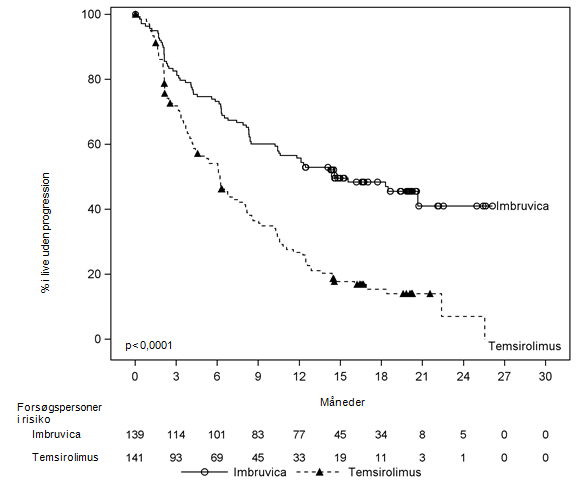 100
80
60
40
20
0
% i live uden progression
Imbruvica
Temsirolimus
p<0,0001
0 3 6 9 12 15 18 21 24 27 30
Måneder
Forsøgspersoner
i risiko
Imbruvica 139 114 101 83 77 45 34 8 5 0 0
Temsirolimus 141 93 69 45 33 19 11 3 1 0 0
Imbruvica Temsirolimus